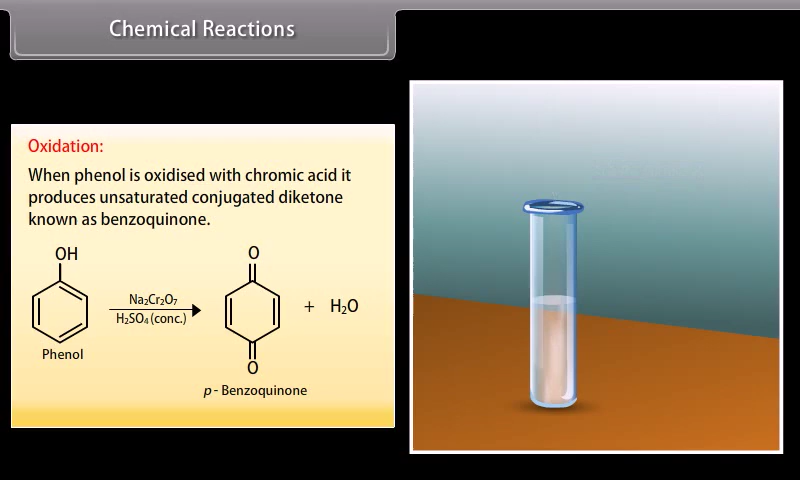 Chemical Reactions
Oxidation:
When phenol is oxidised with chromic acid it
produces unsaturated conjugated diketone
known as benzoquinone.
OH
Phenol
Na₂Cr₂O₇
H₂SO₄ (conc.)
O
O
p - Benzoquinone
+ H₂O